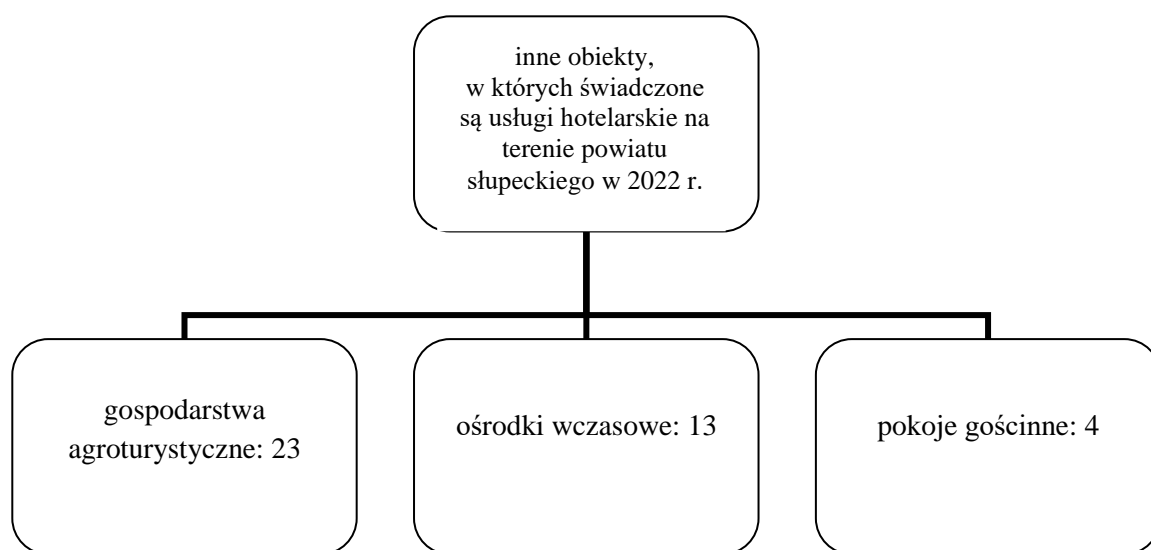 inne obiekty,
w których świadczone
są usługi hotelarskie na
terenie powiatu
słupeckiego w 2022 r.
gospodarstwa
agroturystyczne: 23
ośrodki wczasowe: 13
pokoje gościnne: 4